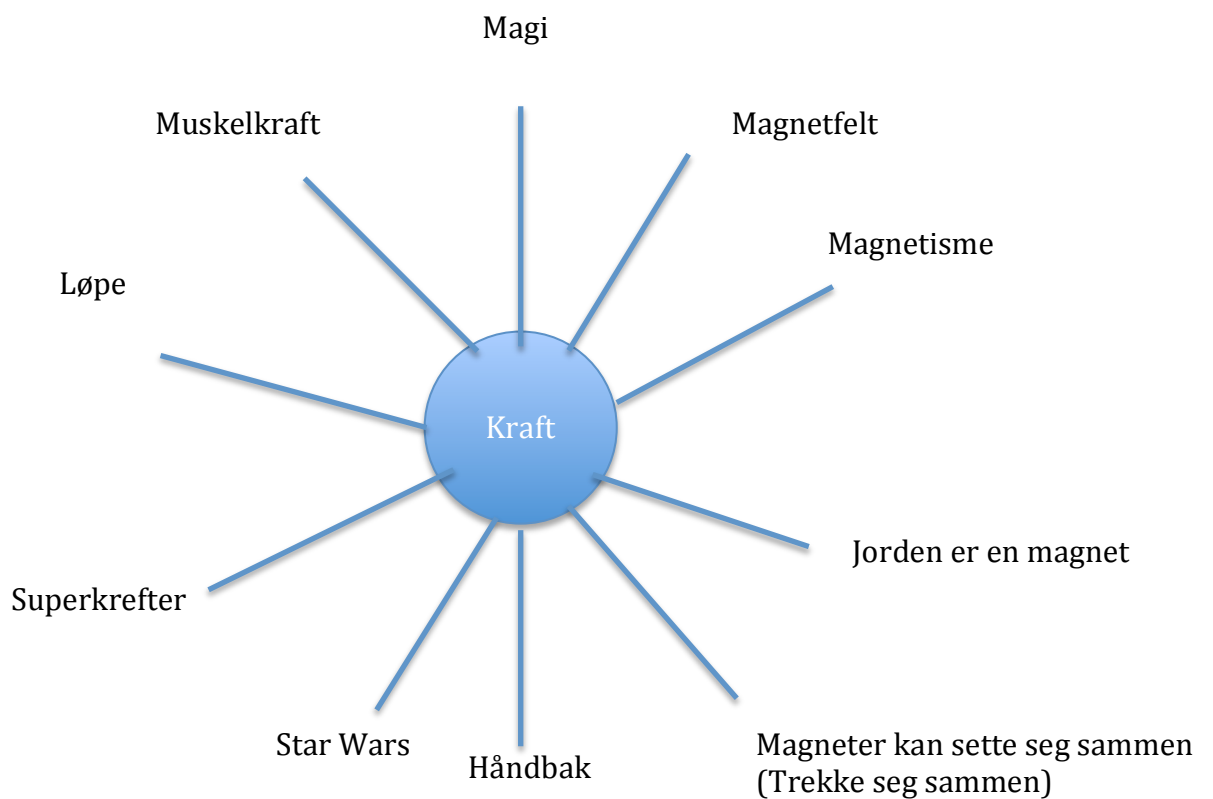 Magi
Muskelkraft
Magnetfelt
Magnetisme
Løpe
Kraft
Jorden er en magnet
Superkrefter
Star Wars
Håndbak
Magneter kan sette seg sammen
(Trekke seg sammen)